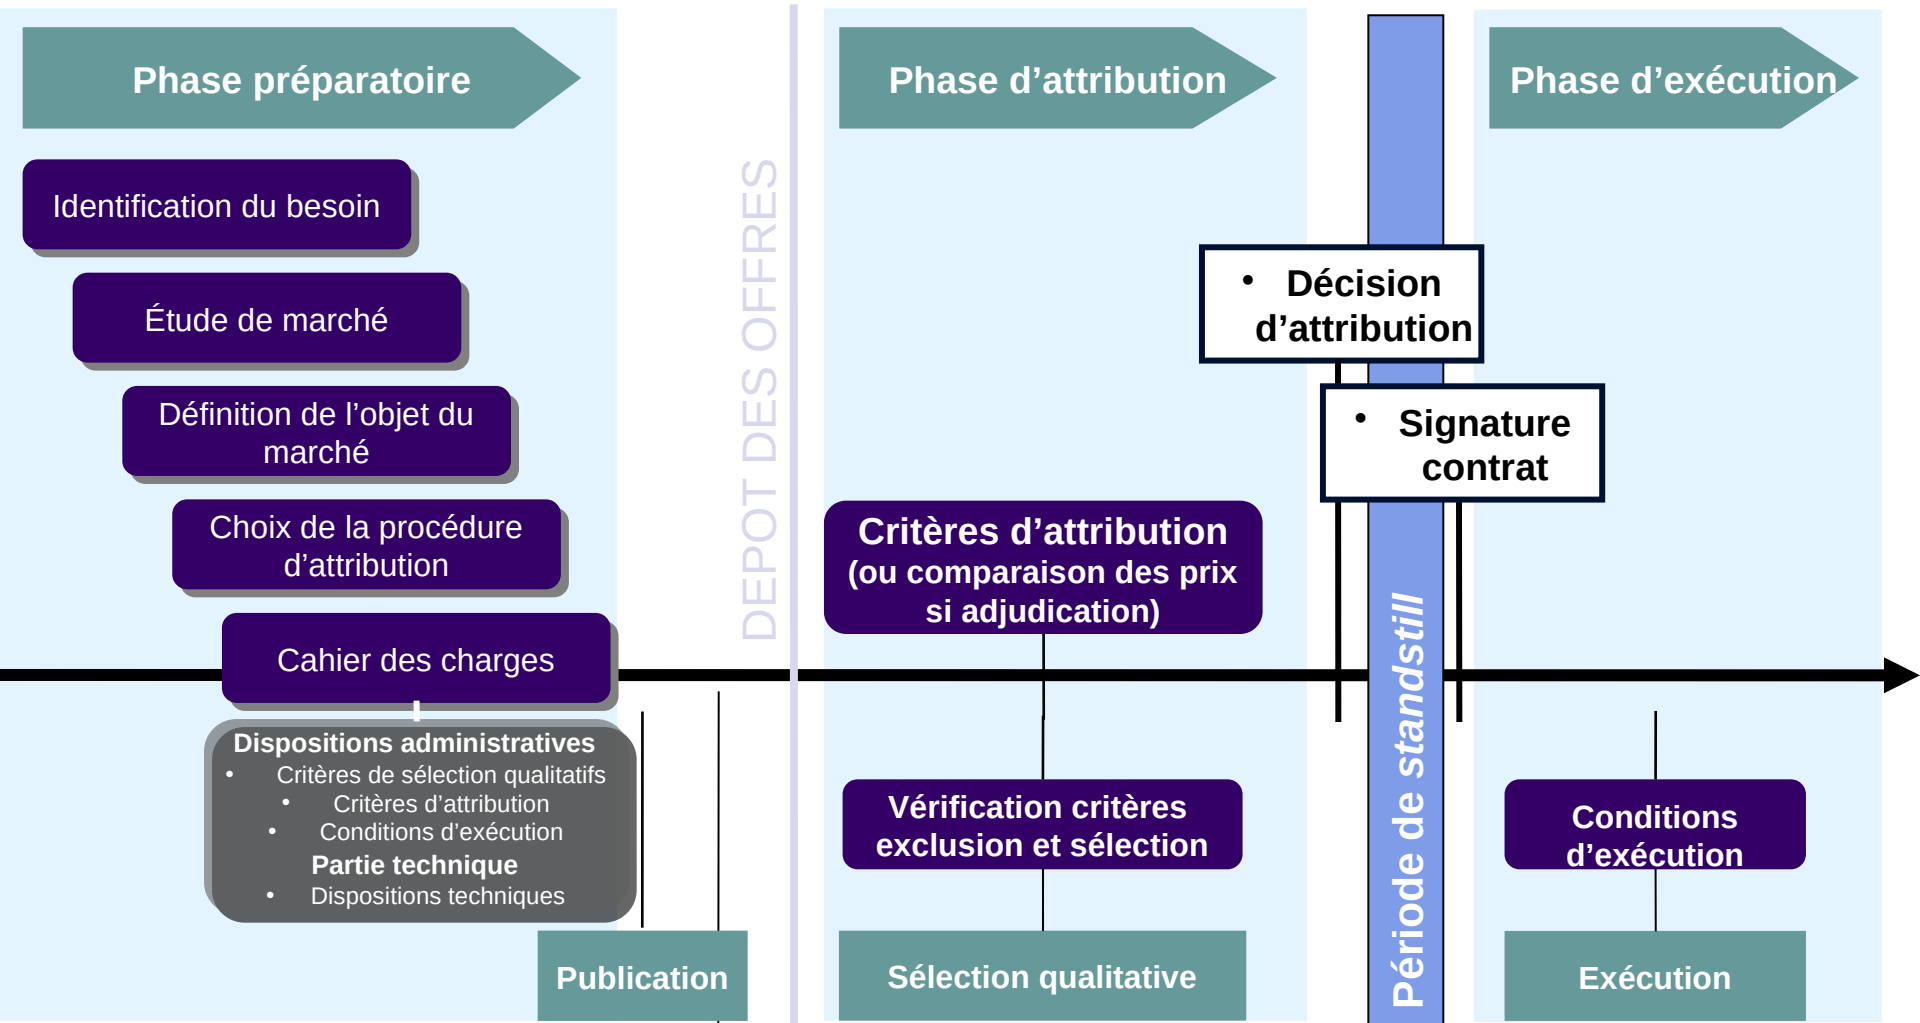 Phase préparatoire
Identification du besoin
Étude de marché
Définition de l’objet du
marché
Choix de la procédure
d’attribution
Cahier des charges
Dispositions administratives
• Critères de sélection qualitatifs
• Critères d’attribution
• Conditions d’exécution
Partie technique
• Dispositions techniques
Publication
DEPOT DES OFFRES
Phase d’attribution
Critères d’attribution
(ou comparaison des prix
si adjudication)
Vérification critères
exclusion et sélection
Sélection qualitative
• Décision
d’attribution
• Signature
contrat
Période de standstill
Phase d’exécution
Conditions
d’exécution
Exécution